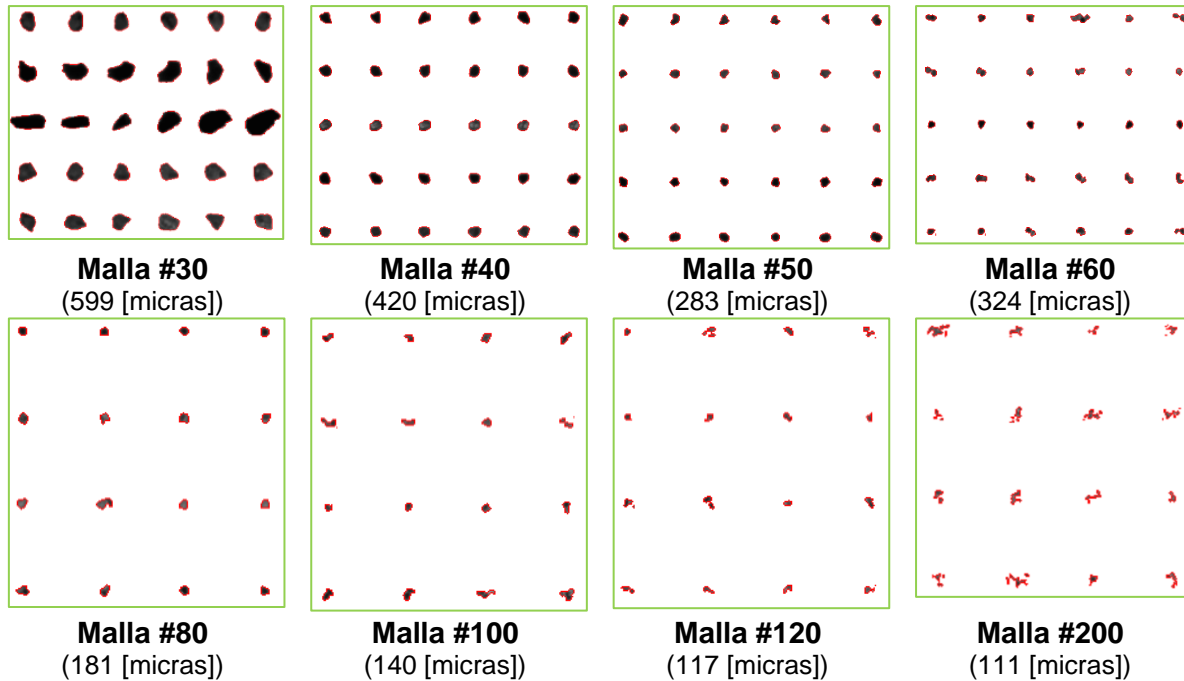 Malla #30
(599 [micras])
Malla #40
(420 [micras])
Malla #50
(283 [micras])
Malla #60
(324 [micras])
Malla #80
(181 [micras])
Malla #100
(140 [micras])
Malla #120
(117 [micras])
Malla #200
(111 [micras])